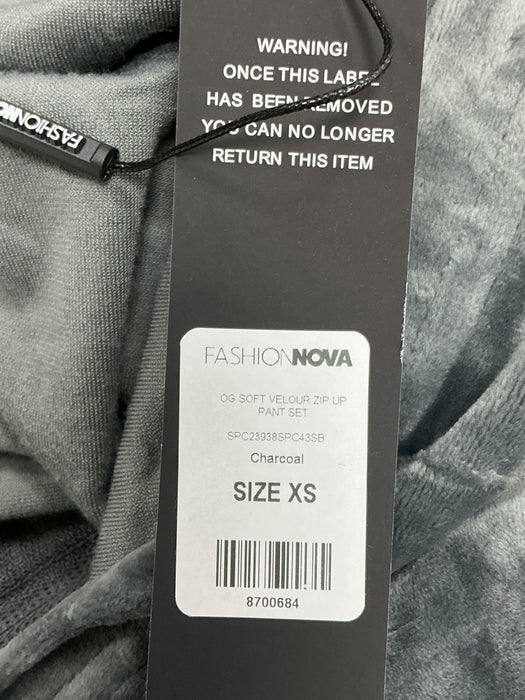 WARNING!
ONCE THIS LABEL
HAS BEEN REMOVED
YOU CAN NO LONGER
RETURN THIS ITEM
FASHIONNOVA
FASHIONNOVA
OG SOFT VELOUR ZIP UP
PANT SET
SPC23938SPC43SB
Charcoal
SIZE XS
8700684